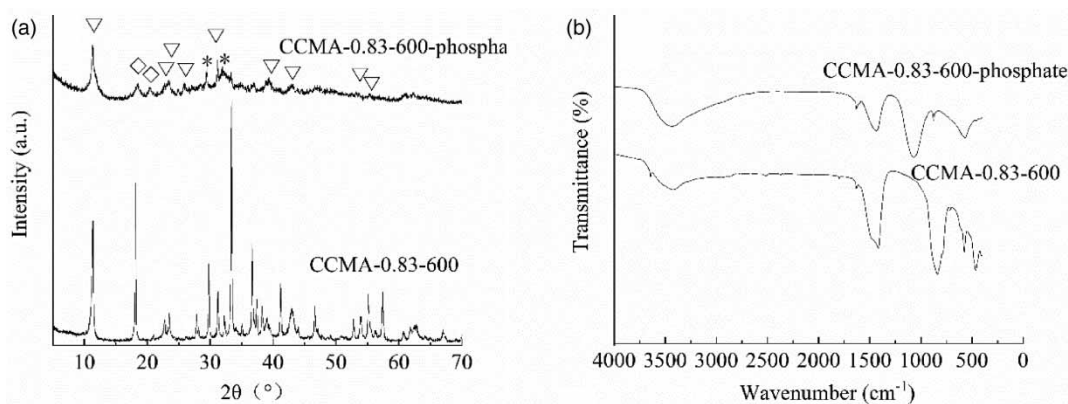 (a)
CCMA-0.83-600-phospha
* *
CCMA-0.83-600
Intensity (a.u.)
10 20 30 40 50 60 70
2θ (°)
(b)
CCMA-0.83-600-phosphate
CCMA-0.83-600
Transmittance (%)
4000 3500 3000 2500 2000 1500 1000 500 0
Wavenumber (cm⁻¹)